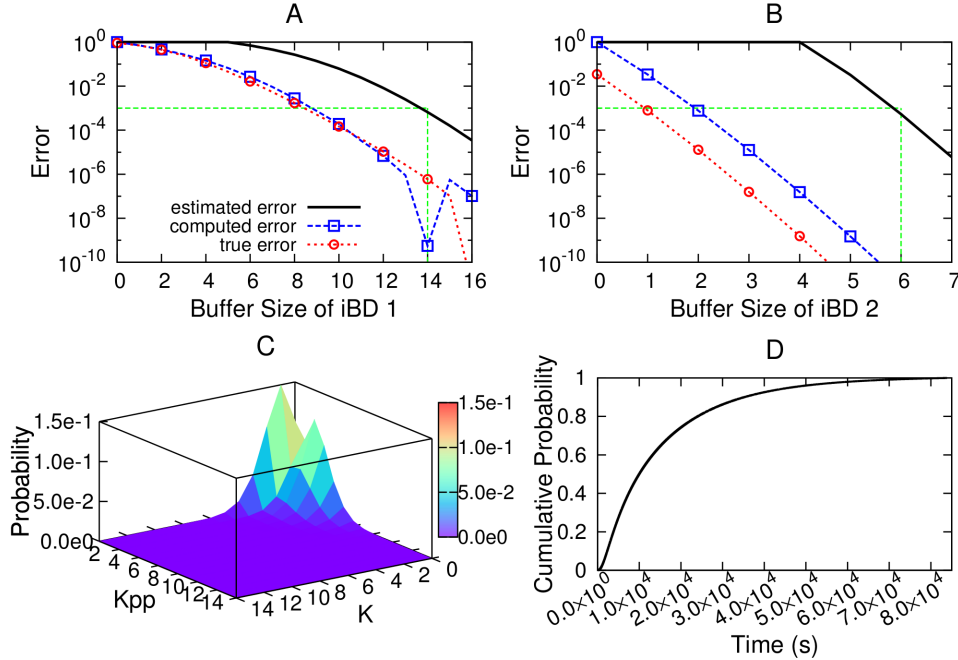 A
Error
10^0
10^-2
10^-4
10^-6
10^-8
10^-10
estimated error
computed error
true error
0 2 4 6 8 10 12 14 16
Buffer Size of iBD 1
B
Error
10^0
10^-2
10^-4
10^-6
10^-8
10^-10
0 1 2 3 4 5 6 7
Buffer Size of iBD 2
C
Probability
1.5e-1
1.0e-1
5.0e-2
0.0e0
2 4 6 8 10 12 14
Kpp
14 12 10 8 6 4 2 0
K
1.5e-1
1.0e-1
5.0e-2
0.0e0
D
Cumulative Probability
1
0.8
0.6
0.4
0.2
0
0.0×10^0 1.0×10^4 2.0×10^4 3.0×10^4 4.0×10^4 5.0×10^4 6.0×10^4 7.0×10^4 8.0×10^4
Time (s)